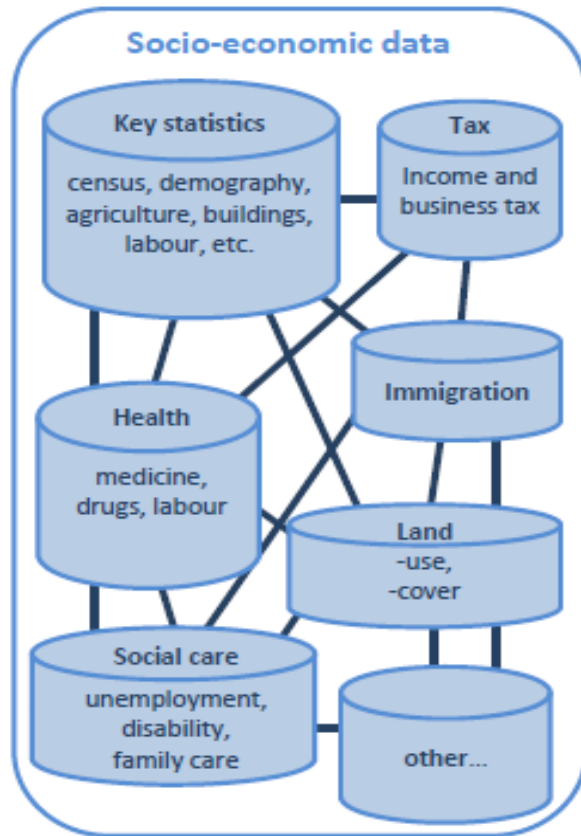 Socio-economic data
Key statistics
census, demography,
agriculture, buildings,
labour, etc.
Tax
Income and
business tax
Immigration
Health
medicine,
drugs, labour
Land
-use,
-cover
Social care
unemployment,
disability,
family care
other...